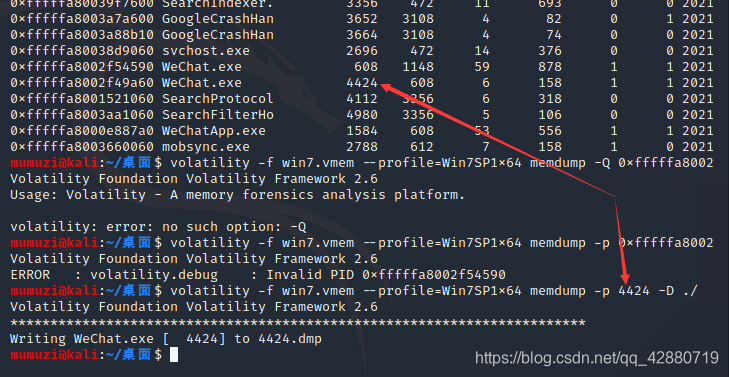 0×fffffa80039f7600 SearchIndexer. 3356 472 11 693 0 0 2021
0×fffffa8003a7a600 GoogleCrashHan 3652 3108 4 82 0 1 2021
0×fffffa8003a88b10 GoogleCrashHan 3664 3108 4 74 0 0 2021
0×fffffa80038d9060 svchost.exe 2696 472 14 376 0 0 2021
0×fffffa8002f54590 WeChat.exe 608 1148 59 878 1 1 2021
0×fffffa8002f49a60 WeChat.exe 4424 608 6 158 1 1 2021
0×fffffa8001521060 SearchProtocol 4112 3356 6 318 0 0 2021
0×fffffa8003aa1060 SearchFilterHo 4980 3356 5 106 0 0 2021
0×fffffa8000e887a0 WeChatApp.exe 1584 608 53 556 1 1 2021
0×fffffa8003660060 mobsync.exe 2788 612 7 158 1 0 2021
mumuzi@kali:~/桌面$ volatility -f win7.vmem --profile=Win7SP1×64 memdump -Q 0×fffffa8002
Volatility Foundation Volatility Framework 2.6
Usage: Volatility - A memory forensics analysis platform.
volatility: error: no such option: -Q
mumuzi@kali:~/桌面$ volatility -f win7.vmem --profile=Win7SP1×64 memdump -p 0×fffffa8002
Volatility Foundation Volatility Framework 2.6
ERROR : volatility.debug : Invalid PID 0×fffffa8002f54590
mumuzi@kali:~/桌面$ volatility -f win7.vmem --profile=Win7SP1×64 memdump -p 4424 -D ./
Volatility Foundation Volatility Framework 2.6
************************************************************************
Writing WeChat.exe [ 4424] to 4424.dmp
mumuzi@kali:~/桌面$
https://blog.csdn.net/qq_42880719